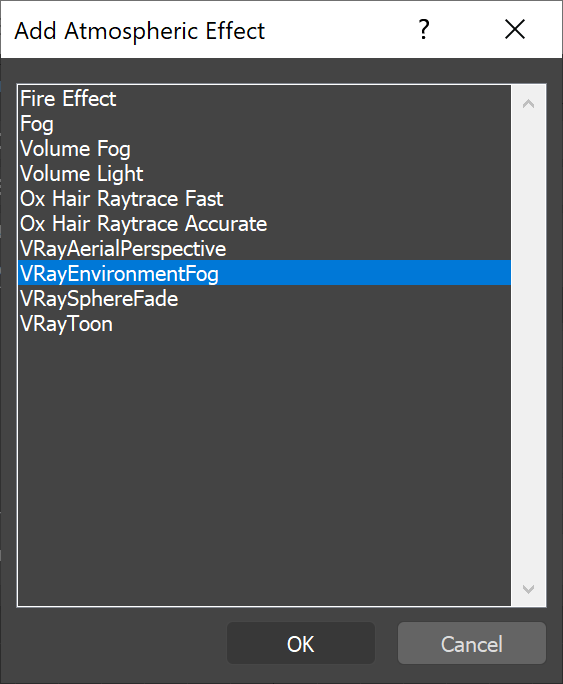 Add Atmospheric Effect ?
Fire Effect
Fog
Volume Fog
Volume Light
Ox Hair Raytrace Fast
Ox Hair Raytrace Accurate
VRayAerialPerspective
VRayEnvironmentFog
VRaySphereFade
VRayToon
OK Cancel